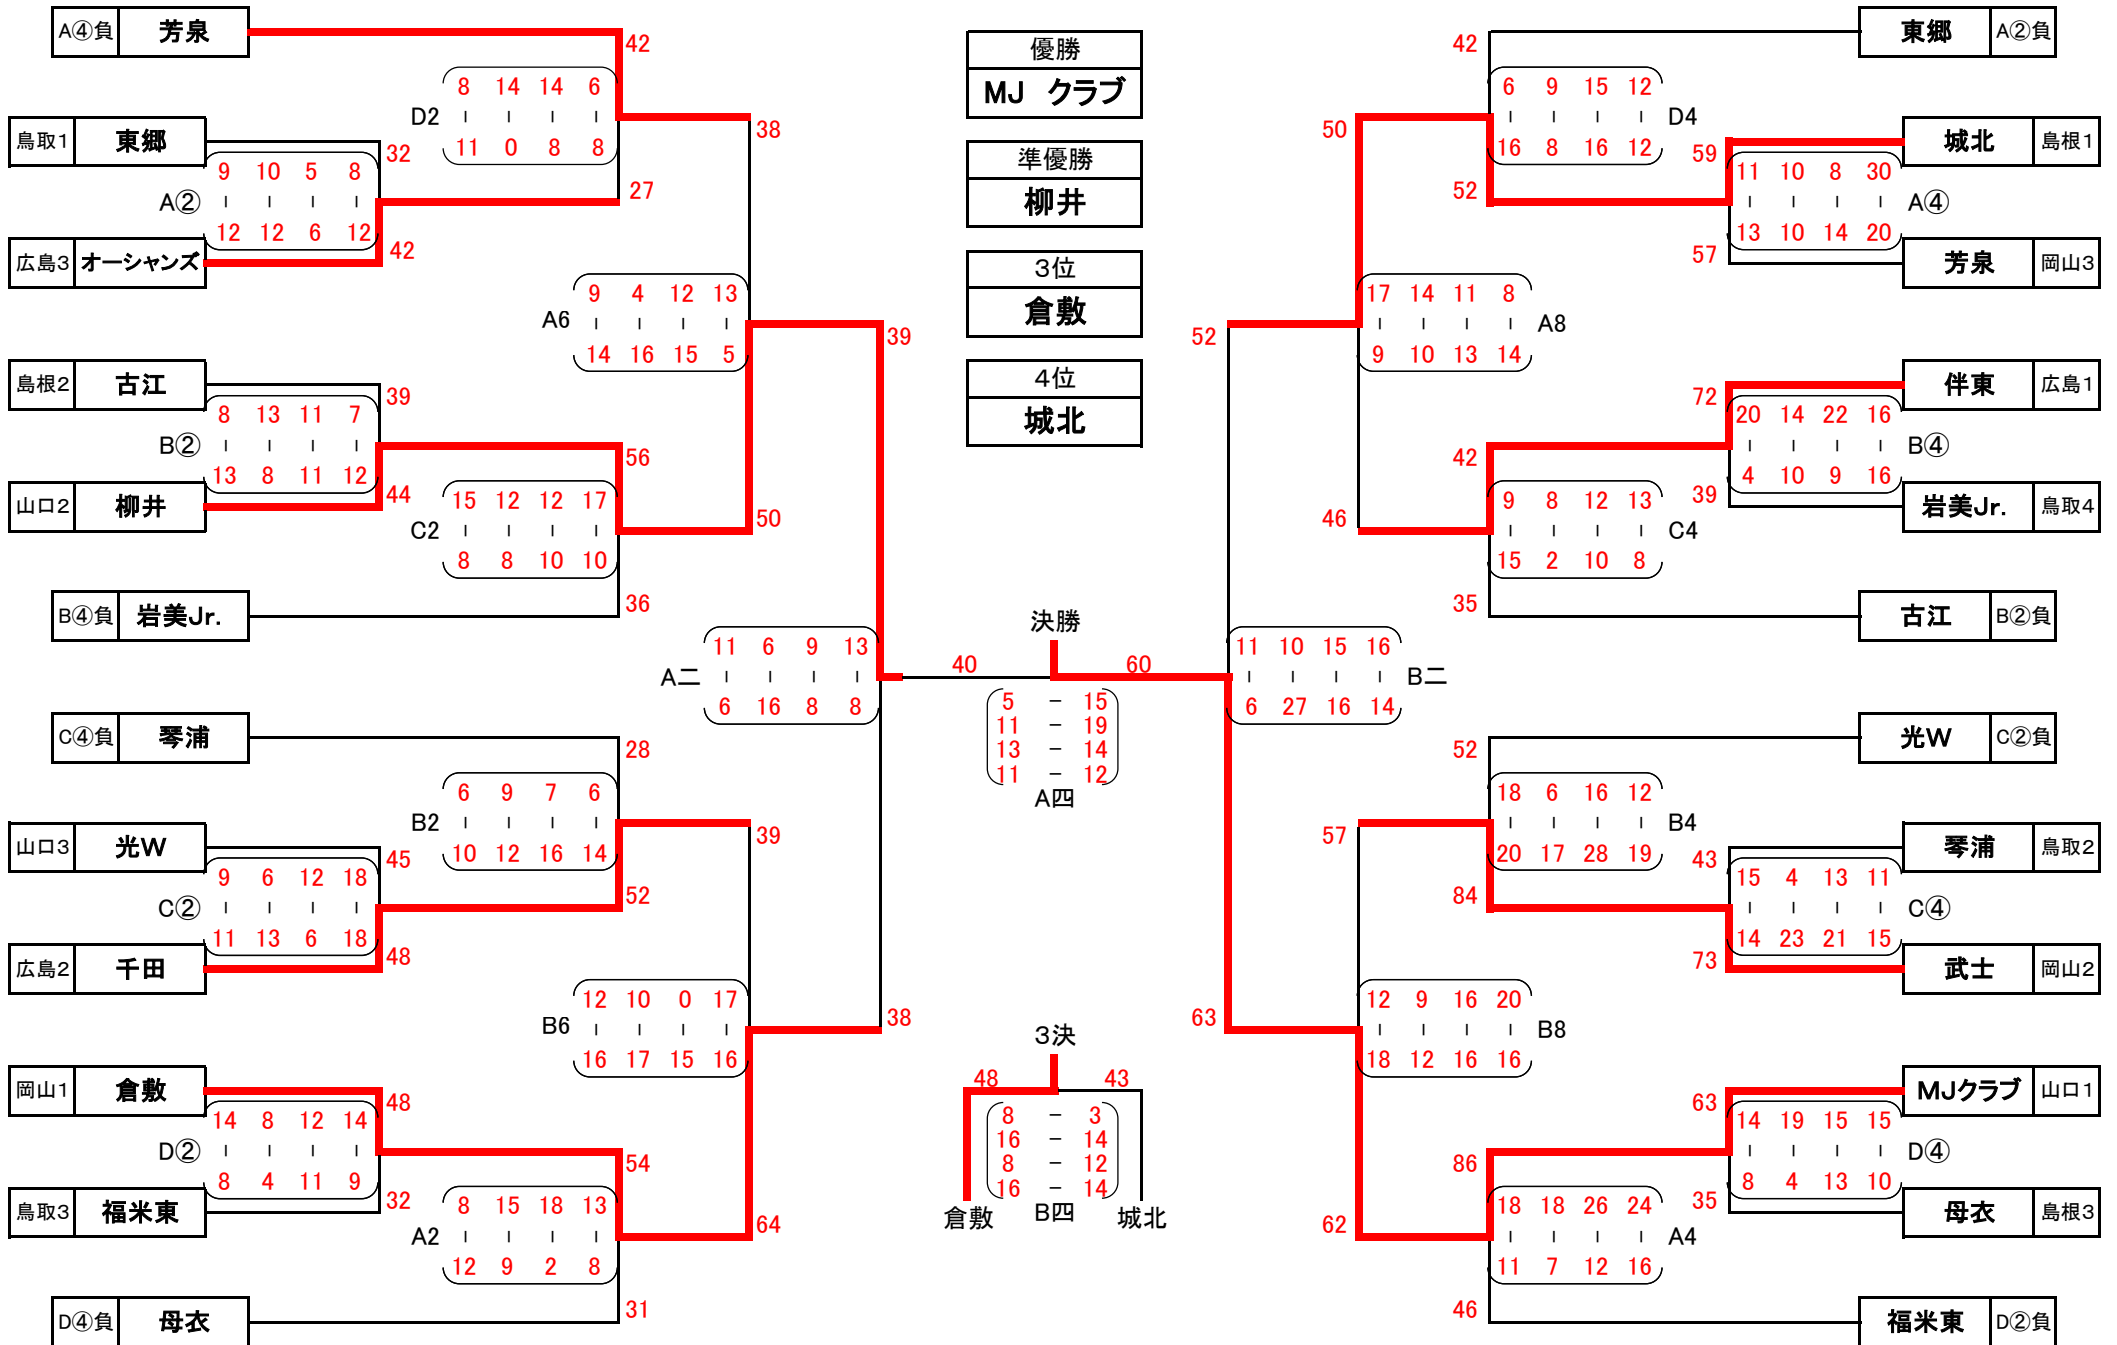 A④負 芳泉
42
8 14 14 6
D2
11 0 8 8
38
鳥取1 東郷
32
9 10 5 8
A②
12 12 6 12
27
広島3 オーシャンズ
42
9 4 12 13
A6
14 16 15 5
39
島根2 古江
39
8 13 11 7
B②
13 8 11 12
56
山口2 柳井
44
15 12 12 17
C2
8 8 10 10
50
B④負 岩美Jr.
36
11 6 9 13
A二
6 16 8 8
C④負 琴浦
28
6 9 7 6
B2
10 12 16 14
39
山口3 光W
45
9 6 12 18
C②
11 13 6 18
52
広島2 千田
48
12 10 0 17
B6
16 17 15 16
38
岡山1 倉敷
48
14 8 12 14
D②
8 4 11 9
54
鳥取3 福米東
32
8 15 18 13
A2
12 9 2 8
64
D④負 母衣
31
優勝
MJ クラブ
準優勝
柳井
3位
倉敷
4位
城北
決勝
40 60
5 - 15
11 - 19
13 - 14
11 - 12
A四
3決
48 43
8 - 3
16 - 14
8 - 12
16 - 14
倉敷 B四 城北
42
東郷 A②負
6 9 15 12
D4
16 8 16 12
50
59
城北 島根1
11 10 8 30
A④
13 10 14 20
52
57
芳泉 岡山3
17 14 11 8
A8
9 10 13 14
52
72
伴東 広島1
20 14 22 16
B④
4 10 9 16
42
39
岩美Jr. 鳥取4
9 8 12 13
C4
15 2 10 8
46
35
古江 B②負
11 10 15 16
B二
6 27 16 14
52
光W C②負
18 6 16 12
B4
20 17 28 19
57
43
琴浦 鳥取2
15 4 13 11
C④
14 23 21 15
84
73
武士 岡山2
12 9 16 20
B8
18 12 16 16
63
63
MJクラブ 山口1
14 19 15 15
D④
8 4 13 10
86
35
母衣 島根3
18 18 26 24
A4
11 7 12 16
62
46
福米東 D②負